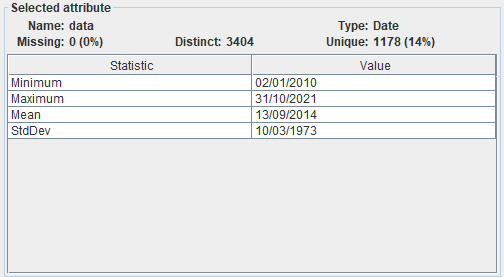 Selected attribute
Name: data Type: Date
Missing: 0 (0%) Distinct: 3404 Unique: 1178 (14%)
Statistic Value
Minimum 02/01/2010
Maximum 31/10/2021
Mean 13/09/2014
StdDev 10/03/1973